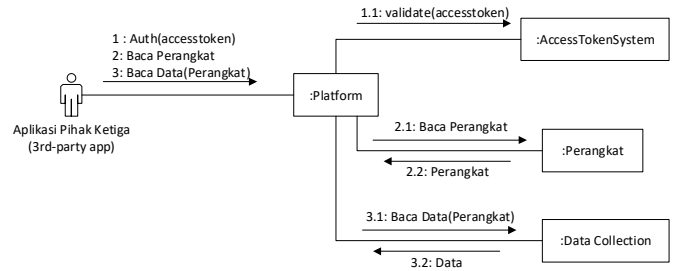 1.1: validate(accesstoken)
1 : Auth(accesstoken)
2: Baca Perangkat
3: Baca Data(Perangkat)
:AccessTokenSystem
:Platform
Aplikasi Pihak Ketiga
(3rd-party app)
2.1: Baca Perangkat
:Perangkat
2.2: Perangkat
3.1: Baca Data(Perangkat)
:Data Collection
3.2: Data